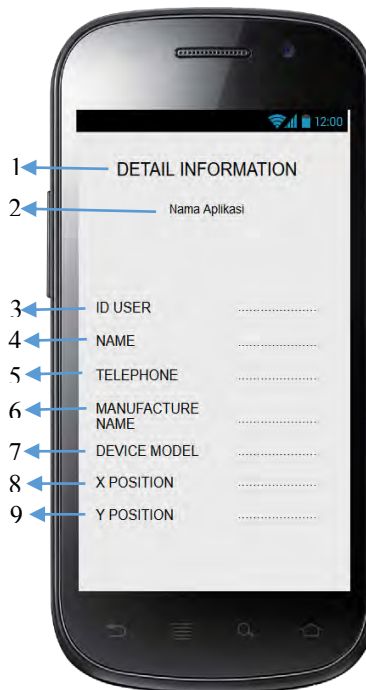 12:00
1 DETAIL INFORMATION
2 Nama Aplikasi
3 ID USER ......................
4 NAME ......................
5 TELEPHONE ......................
6 MANUFACTURE
NAME ......................
7 DEVICE MODEL ......................
8 X POSITION ......................
9 Y POSITION ......................